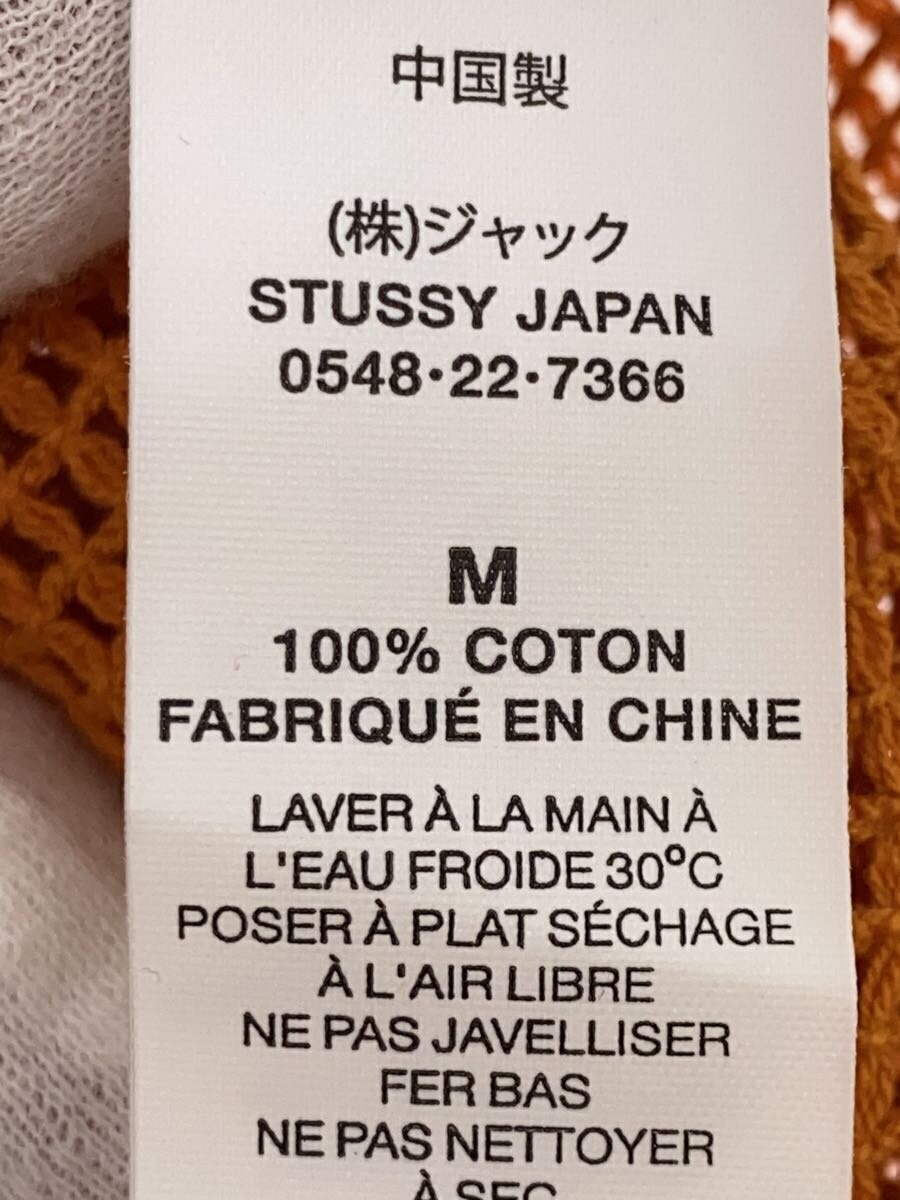 中国製
(株)ジャック
STUSSY JAPAN
0548・22・7366
M
100% COTON
FABRIQUÉ EN CHINE
LAVER À LA MAIN À
L'EAU FROIDE 30°C
POSER À PLAT SÉCHAGE
À L'AIR LIBRE
NE PAS JAVELLISER
FER BAS
NE PAS NETTOYER
À SEC